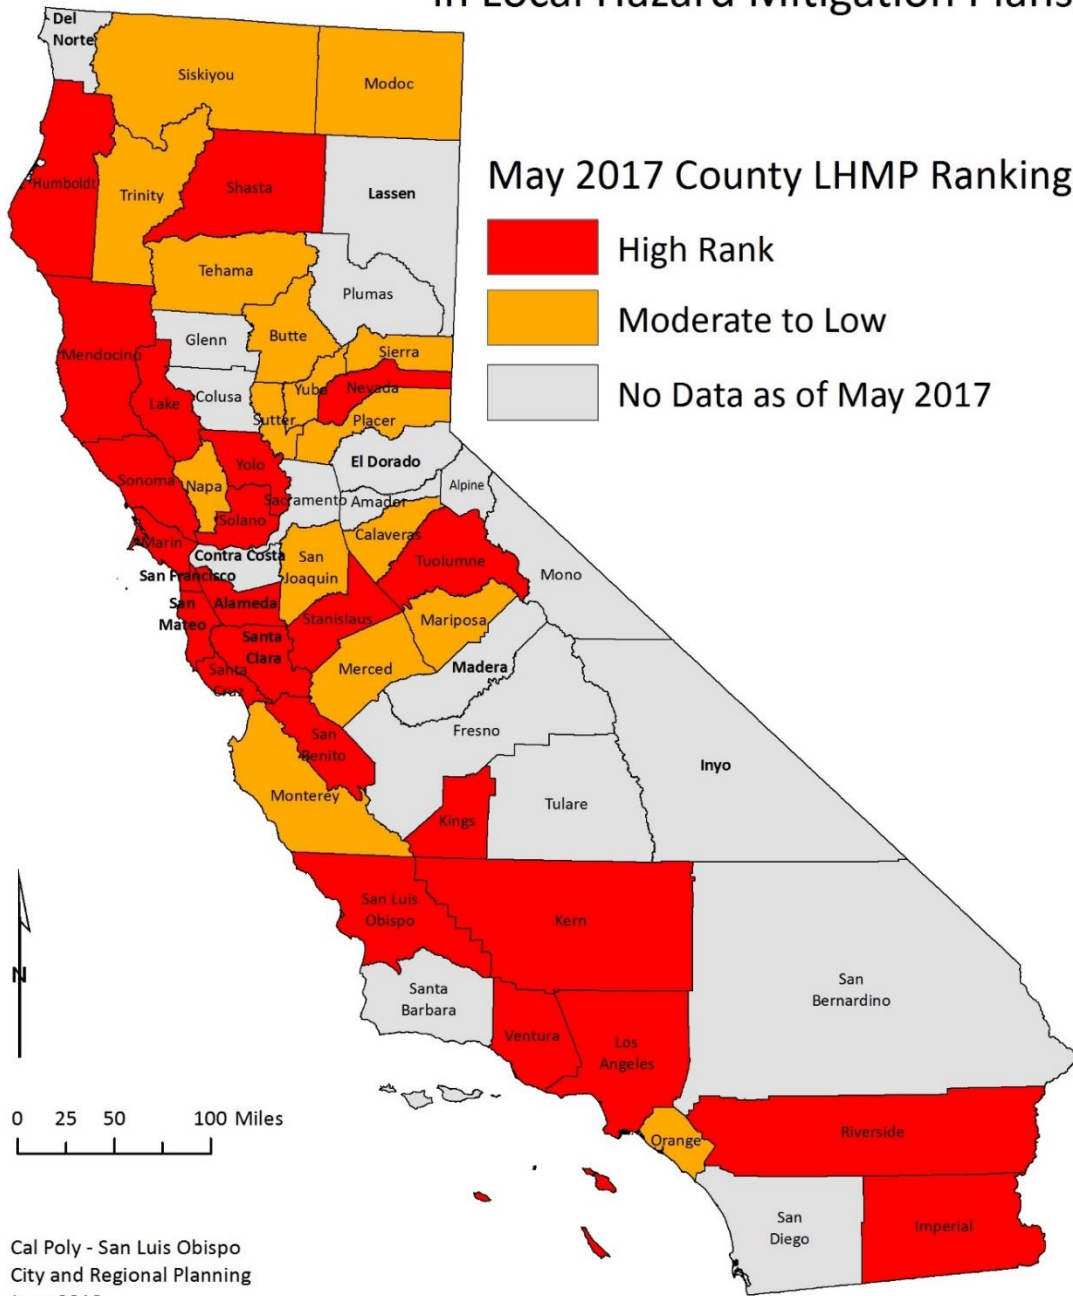 in Local Hazard Mitigation Plans
Del
Norte
Siskiyou
Modoc
Humboldt
Trinity
Shasta
Lassen
May 2017 County LHMP Ranking
High Rank
Moderate to Low
No Data as of May 2017
Tehama
Plumas
Glenn
Butte
Sierra
Mendocino
Lake
Colusa
Yuba
Nevada
Sutter
Placer
El Dorado
Yolo
Sonoma
Napa
Sacramento
Amador
Alpine
Solano
Calaveras
Marin
Contra Costa
San
Joaquin
Tuolumne
Mono
San Francisco
San
Mateo
Alameda
Stanislaus
Mariposa
Santa
Clara
Madera
Merced
Santa
Cruz
Fresno
San
Benito
Inyo
Monterey
Tulare
Kings
San Luis
Obispo
Kern
N
Santa
Barbara
San
Bernardino
Ventura
Los
Angeles
0 25 50 100 Miles
Orange
Riverside
San
Diego
Imperial
Cal Poly - San Luis Obispo
City and Regional Planning